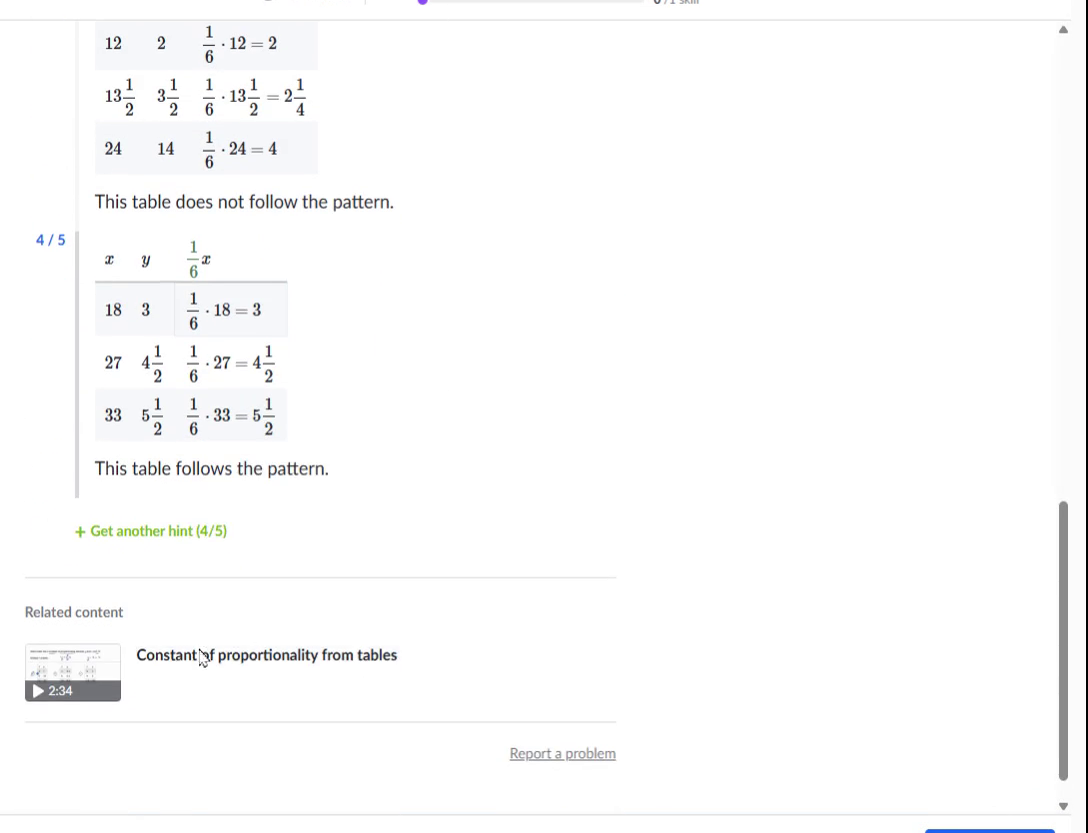 12 2 1/6 · 12 = 2
13 1/2 3 1/2 1/6 · 13 1/2 = 2 1/4
24 14 1/6 · 24 = 4
This table does not follow the pattern.
4 / 5
x y 1/6 x
18 3 1/6 · 18 = 3
27 4 1/2 1/6 · 27 = 4 1/2
33 5 1/2 1/6 · 33 = 5 1/2
This table follows the pattern.
+ Get another hint (4/5)
Related content
Constant of proportionality from tables
2:34
Report a problem